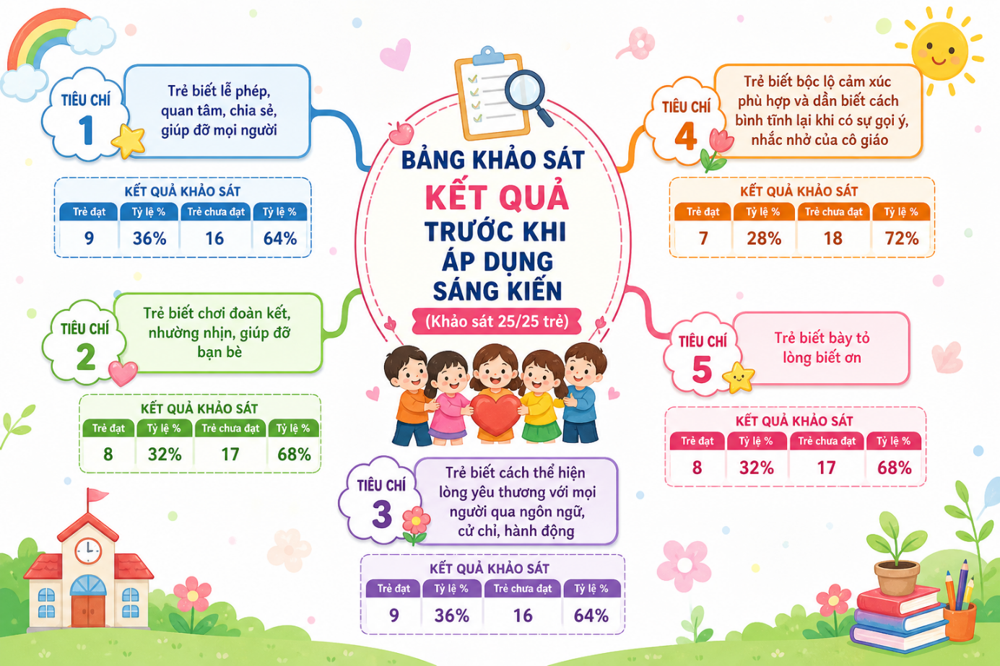 BẢNG KHẢO SÁT
KẾT QUẢ
TRƯỚC KHI
ÁP DỤNG
SÁNG KIẾN
(Khảo sát 25/25 trẻ)
TIÊU CHÍ
1
Trẻ biết lễ phép,
quan tâm, chia sẻ,
giúp đỡ mọi người
KẾT QUẢ KHẢO SÁT
Trẻ đạt Tỷ lệ % Trẻ chưa đạt Tỷ lệ %
9 36% 16 64%
TIÊU CHÍ
2
Trẻ biết chơi đoàn kết,
nhường nhịn, giúp đỡ
bạn bè
KẾT QUẢ KHẢO SÁT
Trẻ đạt Tỷ lệ % Trẻ chưa đạt Tỷ lệ %
8 32% 17 68%
TIÊU CHÍ
3
Trẻ biết cách thể hiện
lòng yêu thương với mọi
người qua ngôn ngữ,
cử chỉ, hành động
KẾT QUẢ KHẢO SÁT
Trẻ đạt Tỷ lệ % Trẻ chưa đạt Tỷ lệ %
9 36% 16 64%
TIÊU CHÍ
4
Trẻ biết bộc lộ cảm xúc
phù hợp và dần biết cách
bình tĩnh lại khi có sự gợi ý,
nhắc nhở của cô giáo
KẾT QUẢ KHẢO SÁT
Trẻ đạt Tỷ lệ % Trẻ chưa đạt Tỷ lệ %
7 28% 18 72%
TIÊU CHÍ
5
Trẻ biết bày tỏ
lòng biết ơn
KẾT QUẢ KHẢO SÁT
Trẻ đạt Tỷ lệ % Trẻ chưa đạt Tỷ lệ %
8 32% 17 68%